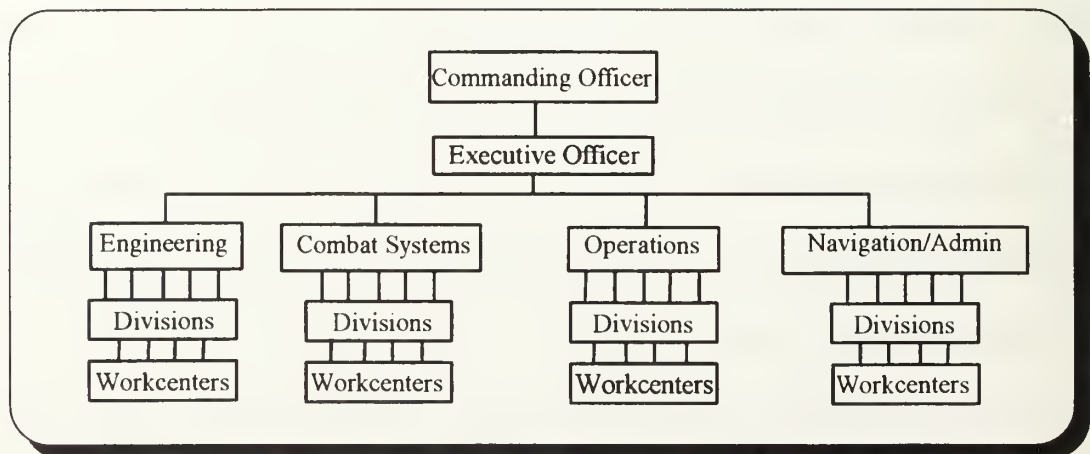 Commanding Officer
Executive Officer
Engineering
Combat Systems
Operations
Navigation/Admin
Divisions
Divisions
Divisions
Divisions
Workcenters
Workcenters
Workcenters
Workcenters